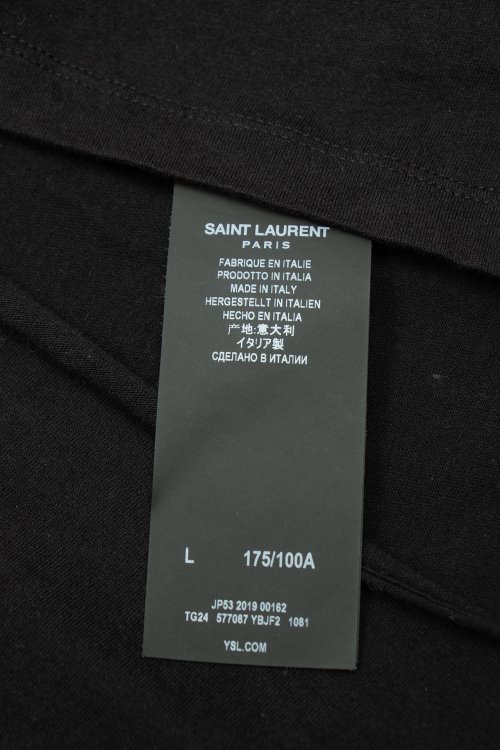 SAINT LAURENT
PARIS
FABRIQUE EN ITALIE
PRODOTTO IN ITALIA
MADE IN ITALY
HERGESTELLT IN ITALIEN
HECHO EN ITALIA
产地:意大利
イタリア製
СДЕЛАНО В ИТАЛИИ
L 175/100A
JP53 2019 00162
TG24 577087 YBJF2 1081
YSL.COM